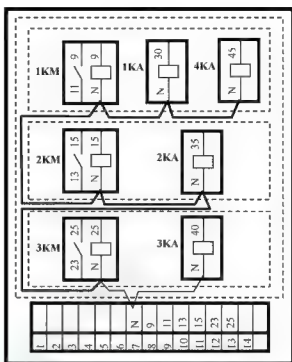 1KM 9 9 11 N
1KA 30 N
4KA 45 N
2KM 15 15 13 N
2KA 35 N
3KM 25 25 23 N
3KA 40 N
N 9 11 13 15 23 25
1 2 3 4 5 6 7 8 9 10 11 12 13 14